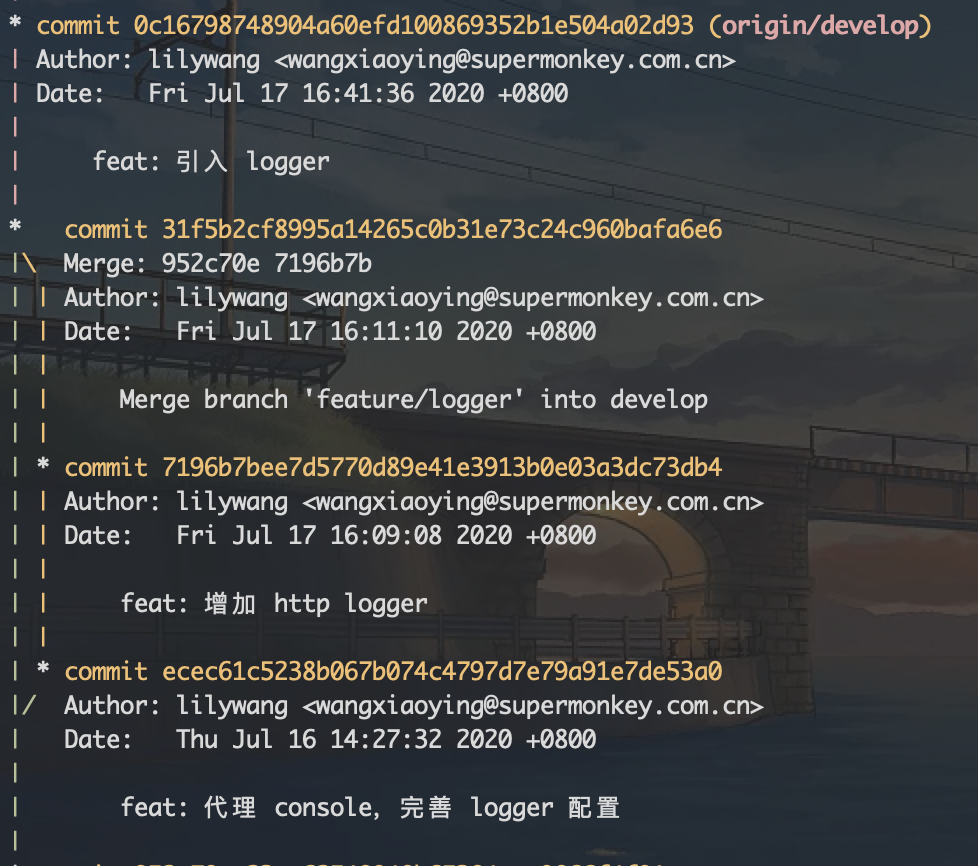 * commit 0c16798748904a60efd100869352b1e504a02d93 (origin/develop)
| Author: lilywang <wangxiaoying@supermonkey.com.cn>
| Date:   Fri Jul 17 16:41:36 2020 +0800
|
|     feat: 引入 logger
|
*   commit 31f5b2cf8995a14265c0b31e73c24c960bafa6e6
|\  Merge: 952c70e 7196b7b
| | Author: lilywang <wangxiaoying@supermonkey.com.cn>
| | Date:   Fri Jul 17 16:11:10 2020 +0800
| |
| |     Merge branch 'feature/logger' into develop
| |
| * commit 7196b7bee7d5770d89e41e3913b0e03a3dc73db4
| | Author: lilywang <wangxiaoying@supermonkey.com.cn>
| | Date:   Fri Jul 17 16:09:08 2020 +0800
| |
| |     feat: 增加 http logger
| |
| * commit ecec61c5238b067b074c4797d7e79a91e7de53a0
|/  Author: lilywang <wangxiaoying@supermonkey.com.cn>
|   Date:   Thu Jul 16 14:27:32 2020 +0800
|
|       feat: 代理 console, 完善 logger 配置
|